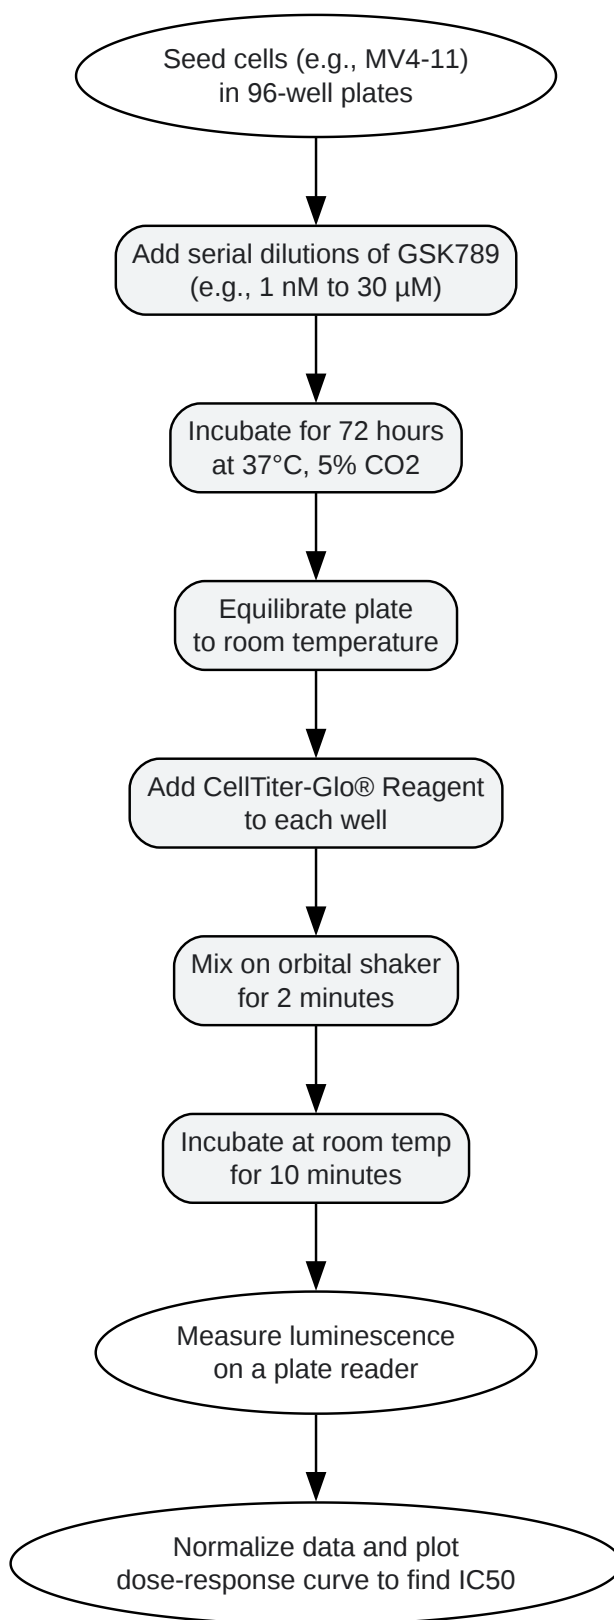 Seed cells (e.g., MV4-11)
in 96-well plates
Add serial dilutions of GSK789
(e.g., 1 nM to 30 µM)
Incubate for 72 hours
at 37°C, 5% CO2
Equilibrate plate
to room temperature
Add CellTiter-Glo® Reagent
to each well
Mix on orbital shaker
for 2 minutes
Incubate at room temp
for 10 minutes
Measure luminescence
on a plate reader
Normalize data and plot
dose-response curve to find IC50